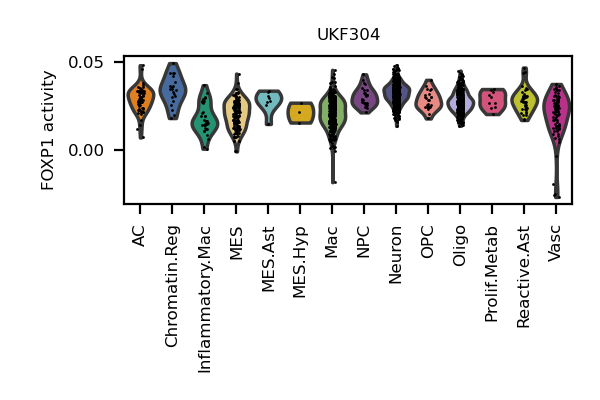 UKF304
FOXP1 activity
0.05
0.00
AC
Chromatin.Reg
Inflammatory.Mac
MES
MES.Ast
MES.Hyp
Mac
NPC
Neuron
OPC
Oligo
Prolif.Metab
Reactive.Ast
Vasc